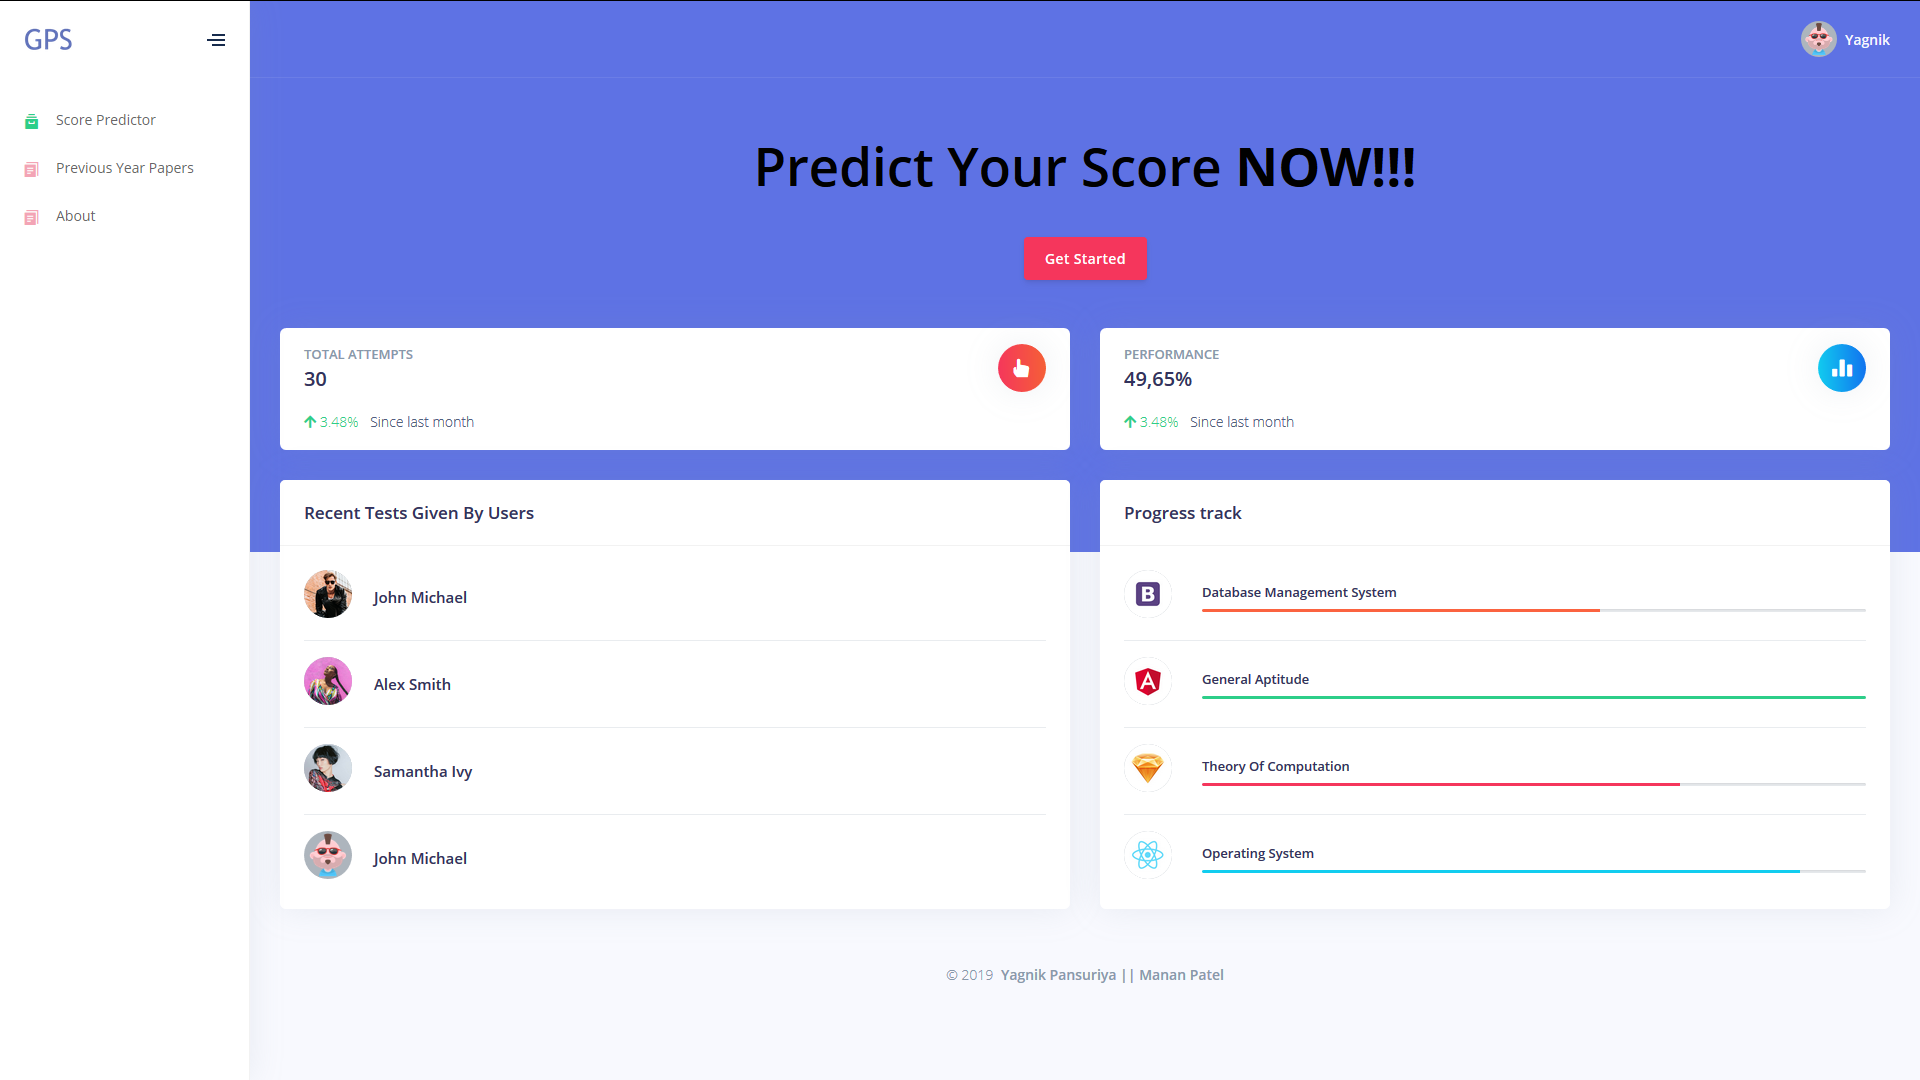 GPS
Yagnik
Score Predictor
Previous Year Papers
About
Predict Your Score NOW!!!
Get Started
TOTAL ATTEMPTS
30
3.48% Since last month
PERFORMANCE
49,65%
3.48% Since last month
Recent Tests Given By Users
John Michael
Alex Smith
Samantha Ivy
John Michael
Progress track
B
Database Management System
A
General Aptitude
Theory Of Computation
Operating System
© 2019 Yagnik Pansuriya || Manan Patel